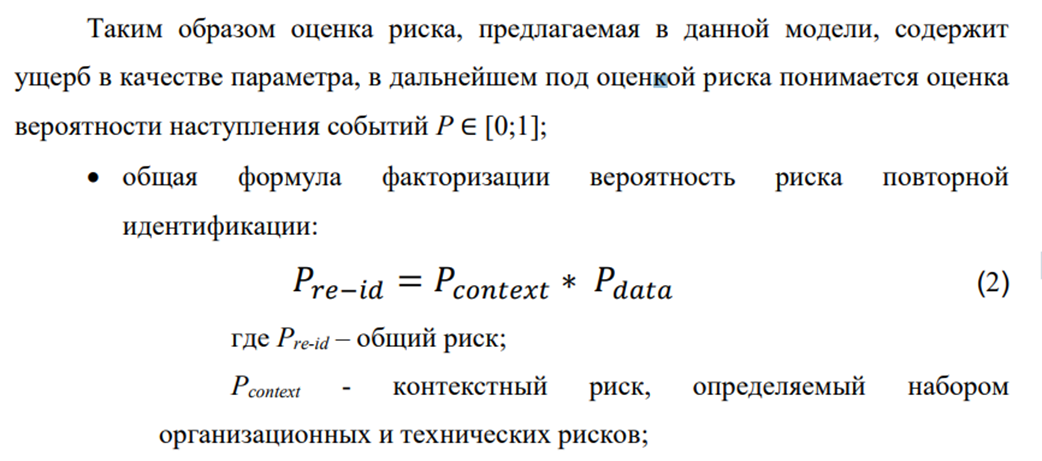 Таким образом оценка риска, предлагаемая в данной модели, содержит
ущерб в качестве параметра, в дальнейшем под оценкой риска понимается оценка
вероятности наступления событий P ∈ [0;1];
• общая формула факторизации вероятность риска повторной
идентификации:
P_{re-id} = P_{context} * P_{data} (2)
где P_{re-id} – общий риск;
P_{context} - контекстный риск, определяемый набором
организационных и технических рисков;